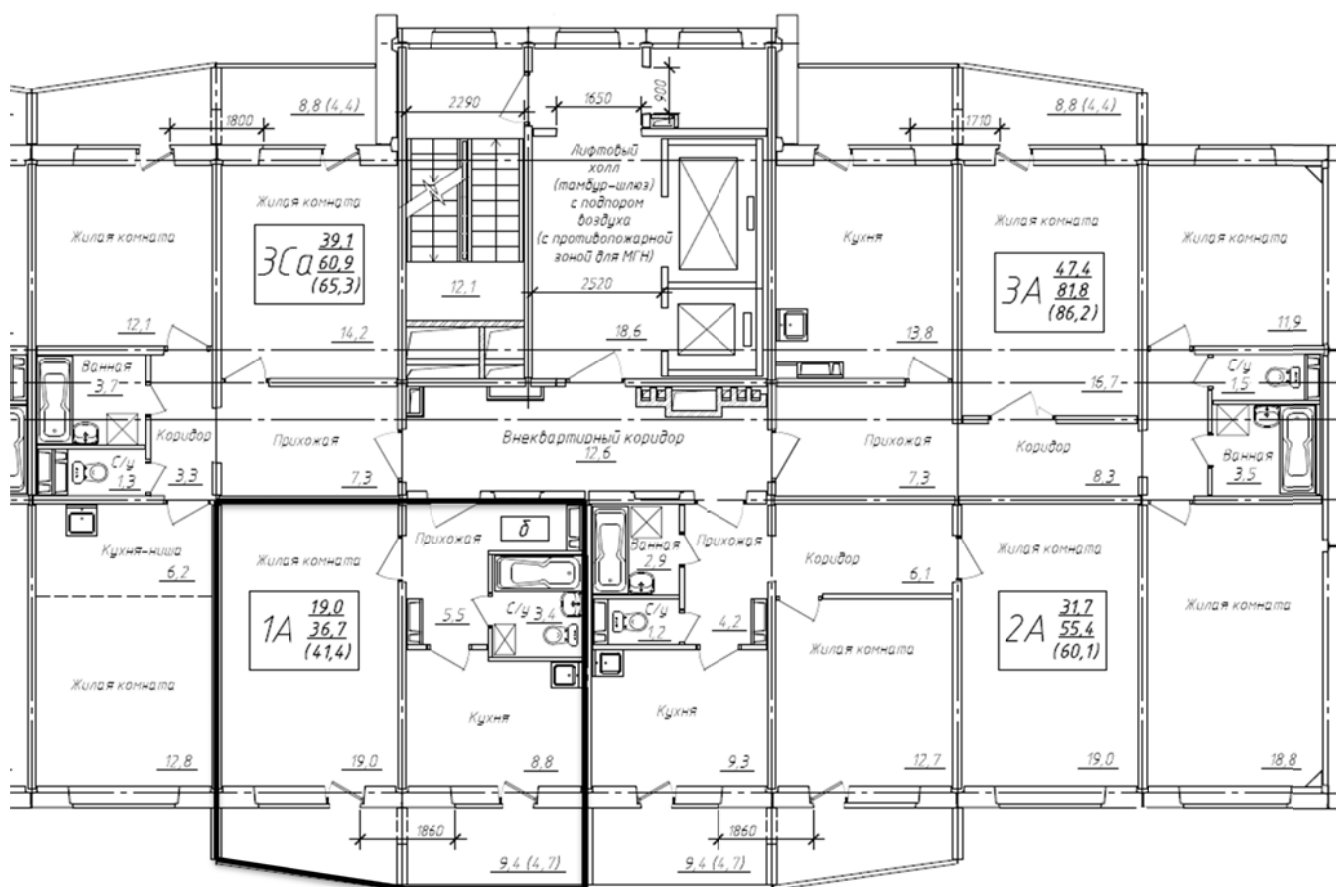 8,8 (4,4)
1800
2290
1650
900
1710
8,8 (4,4)
Лифтовый
холл
(тамбур-шлюз)
с подпором
воздуха
(с противопожарной
зоной для МГН)
2520
18,6
12,1
Жилая комната
12,1
Жилая комната
3Са
39,1
60,9
(65,3)
14,2
Кухня
13,8
Жилая комната
3А
47,4
81,8
(86,2)
16,7
Жилая комната
11,9
Ванная
3,7
С/у
1,3
Коридор
3,3
Прихожая
7,3
Внеквартирный коридор
12,6
Прихожая
7,3
Коридор
8,3
С/у
1,5
Ванная
3,5
Кухня-ниша
6,2
Жилая комната
12,8
Жилая комната
1А
19,0
36,7
(41,4)
19,0
Прихожая
б
5,5
С/у
3,4
Кухня
8,8
Ванная
2,9
С/у
1,2
Прихожая
4,2
Кухня
9,3
Коридор
6,1
Жилая комната
12,7
Жилая комната
2А
31,7
55,4
(60,1)
19,0
Жилая комната
18,8
1860
9,4 (4,7)
1860
9,4 (4,7)